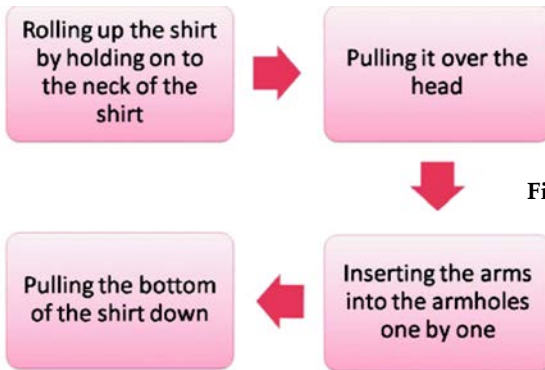 Rolling up the shirt
by holding on to
the neck of the
shirt
Pulling it over the
head
Inserting the arms
into the armholes
one by one
Pulling the bottom
of the shirt down
Fi